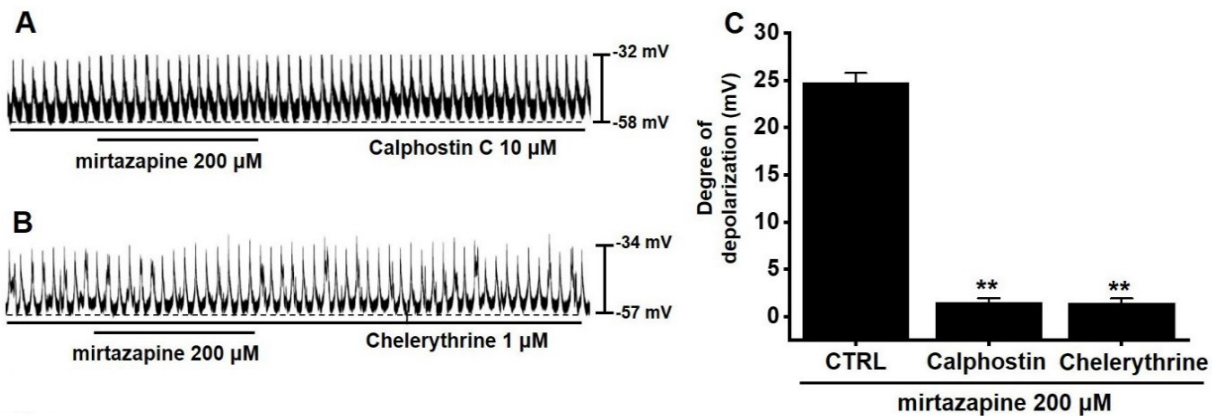 A
-32 mV
-58 mV
mirtazapine 200 µM
Calphostin C 10 µM
B
-34 mV
-57 mV
mirtazapine 200 µM
Chelerythrine 1 µM
C
Degree of
depolarization (mV)
30
25
20
15
10
5
0
**
**
CTRL Calphostin Chelerythrine
mirtazapine 200 µM